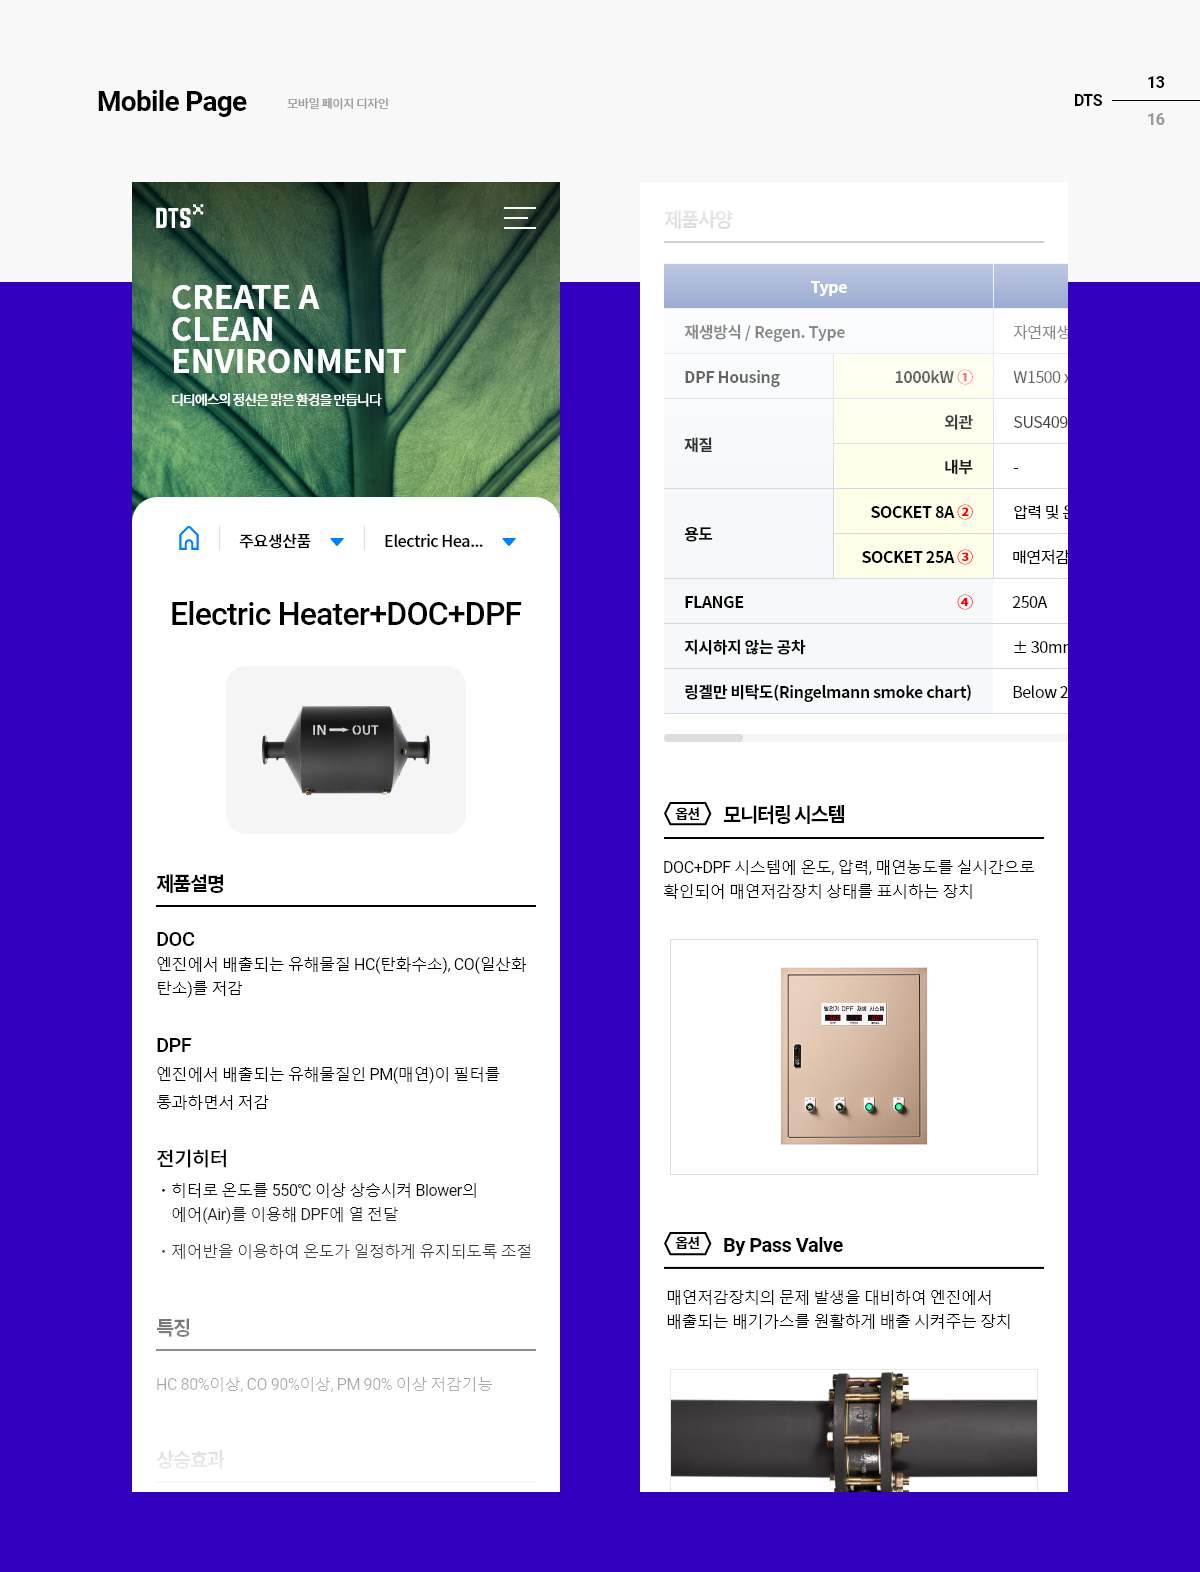 Mobile Page
모바일 페이지 디자인
DTS
13
16
DTS
CREATE A
CLEAN
ENVIRONMENT
디티에스의 정신은 맑은 환경을 만듭니다
주요생산품
Electric Hea...
Electric Heater+DOC+DPF
IN OUT
제품설명
DOC
엔진에서 배출되는 유해물질 HC(탄화수소), CO(일산화
탄소)를 저감
DPF
엔진에서 배출되는 유해물질인 PM(매연)이 필터를
통과하면서 저감
전기히터
· 히터로 온도를 550℃ 이상 상승시켜 Blower의
에어(Air)를 이용해 DPF에 열 전달
· 제어반을 이용하여 온도가 일정하게 유지되도록 조절
특징
HC 80%이상, CO 90%이상, PM 90% 이상 저감기능
상승효과
제품사양
Type
재생방식 / Regen. Type 자연재생
DPF Housing 1000kW ① W1500 x
재질
외관 SUS409
내부 -
용도
SOCKET 8A ② 압력 및
SOCKET 25A ③ 매연저감
FLANGE ④ 250A
지시하지 않는 공차 ± 30mm
링겔만 비탁도(Ringelmann smoke chart) Below 2
옵션 모니터링 시스템
DOC+DPF 시스템에 온도, 압력, 매연농도를 실시간으로
확인되어 매연저감장치 상태를 표시하는 장치
발전기 DPF 재배 시스템
옵션 By Pass Valve
매연저감장치의 문제 발생을 대비하여 엔진에서
배출되는 배기가스를 원활하게 배출 시켜주는 장치